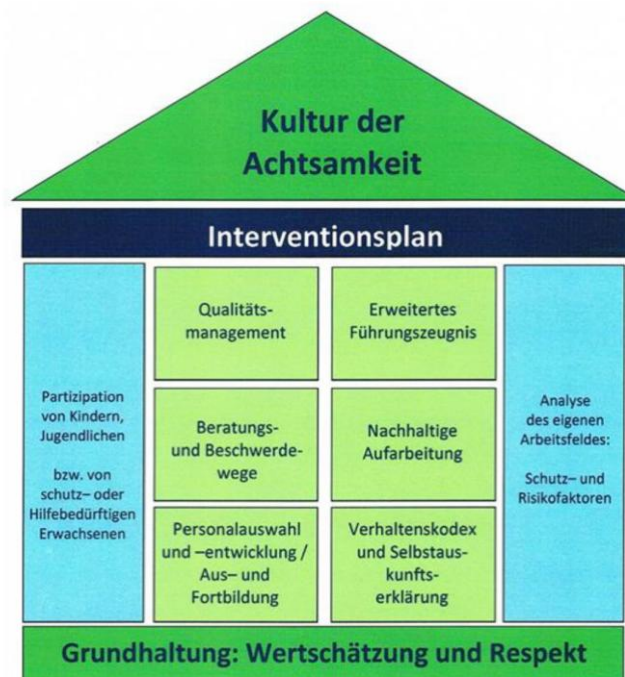 Kultur der
Achtsamkeit
Interventionsplan
Partizipation
von Kindern,
Jugendlichen
bzw. von
schutz– oder
Hilfebedürftigen
Erwachsenen
Qualitäts-
management
Erweitertes
Führungszeugnis
Beratungs-
und Beschwerde-
wege
Nachhaltige
Aufarbeitung
Personalauswahl
und –entwicklung /
Aus– und
Fortbildung
Verhaltenskodex
und Selbstaus-
kunfts-
erklärung
Analyse
des eigenen
Arbeitsfeldes:
Schutz– und
Risikofaktoren
Grundhaltung: Wertschätzung und Respekt